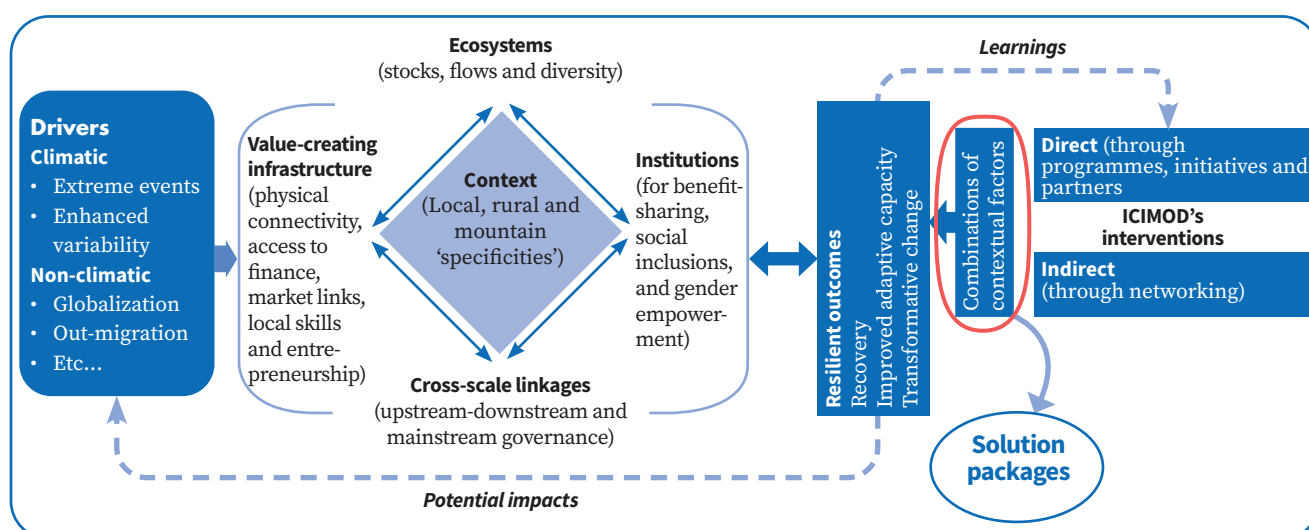 Drivers
Climatic
• Extreme events
• Enhanced
variability
Non-climatic
• Globalization
• Out-migration
• Etc…
Value-creating
infrastructure
(physical
connectivity,
access to
finance,
market links,
local skills
and entre-
preneurship)
Ecosystems
(stocks, flows and diversity)
Context
(Local, rural and
mountain
‘specificities’)
Cross-scale linkages
(upstream-downstream and
mainstream governance)
Institutions
(for benefit-
sharing,
social
inclusions,
and gender
empower-
ment)
Resilient outcomes
Recovery
Improved adaptive capacity
Transformative change
Combinations of
contextual factors
Learnings
Direct (through
programmes, initiatives and
partners
ICIMOD’s
interventions
Indirect
(through networking)
Solution
packages
Potential impacts